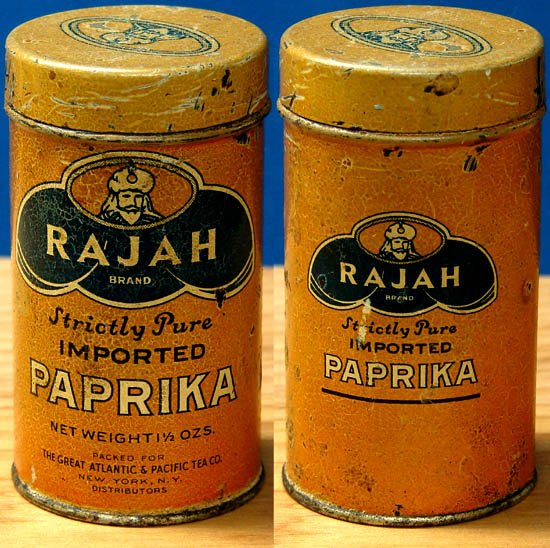 RAJAH
BRAND
Strictly Pure
IMPORTED
PAPRIKA
NET WEIGHT 1½ OZS.
PACKED FOR
THE GREAT ATLANTIC & PACIFIC TEA CO.
NEW YORK, N.Y.
DISTRIBUTORS
RAJAH
BRAND
Strictly Pure
IMPORTED
PAPRIKA